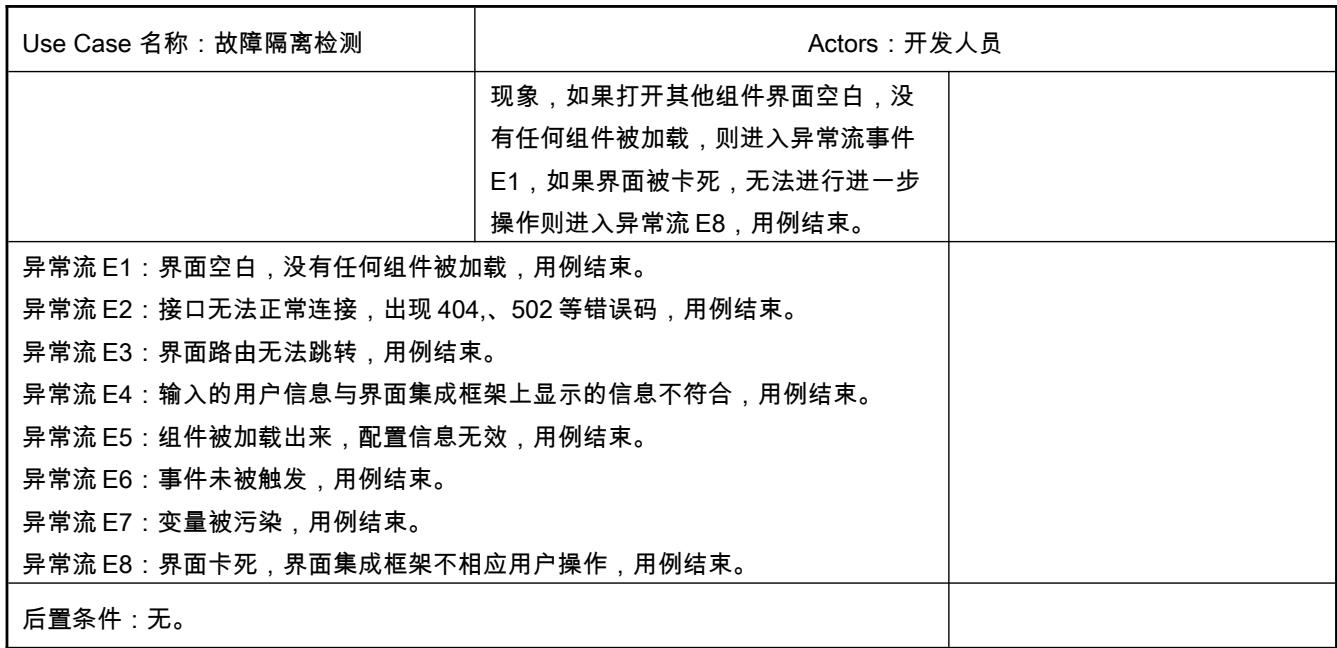 Use Case 名称：故障隔离检测
Actors：开发人员
现象，如果打开其他组件界面空白，没
有任何组件被加载，则进入异常流事件
E1，如果界面被卡死，无法进行进一步
操作则进入异常流 E8，用例结束。
异常流 E1：界面空白，没有任何组件被加载，用例结束。
异常流 E2：接口无法正常连接，出现 404,、502 等错误码，用例结束。
异常流 E3：界面路由无法跳转，用例结束。
异常流 E4：输入的用户信息与界面集成框架上显示的信息不符合，用例结束。
异常流 E5：组件被加载出来，配置信息无效，用例结束。
异常流 E6：事件未被触发，用例结束。
异常流 E7：变量被污染，用例结束。
异常流 E8：界面卡死，界面集成框架不相应用户操作，用例结束。
后置条件：无。